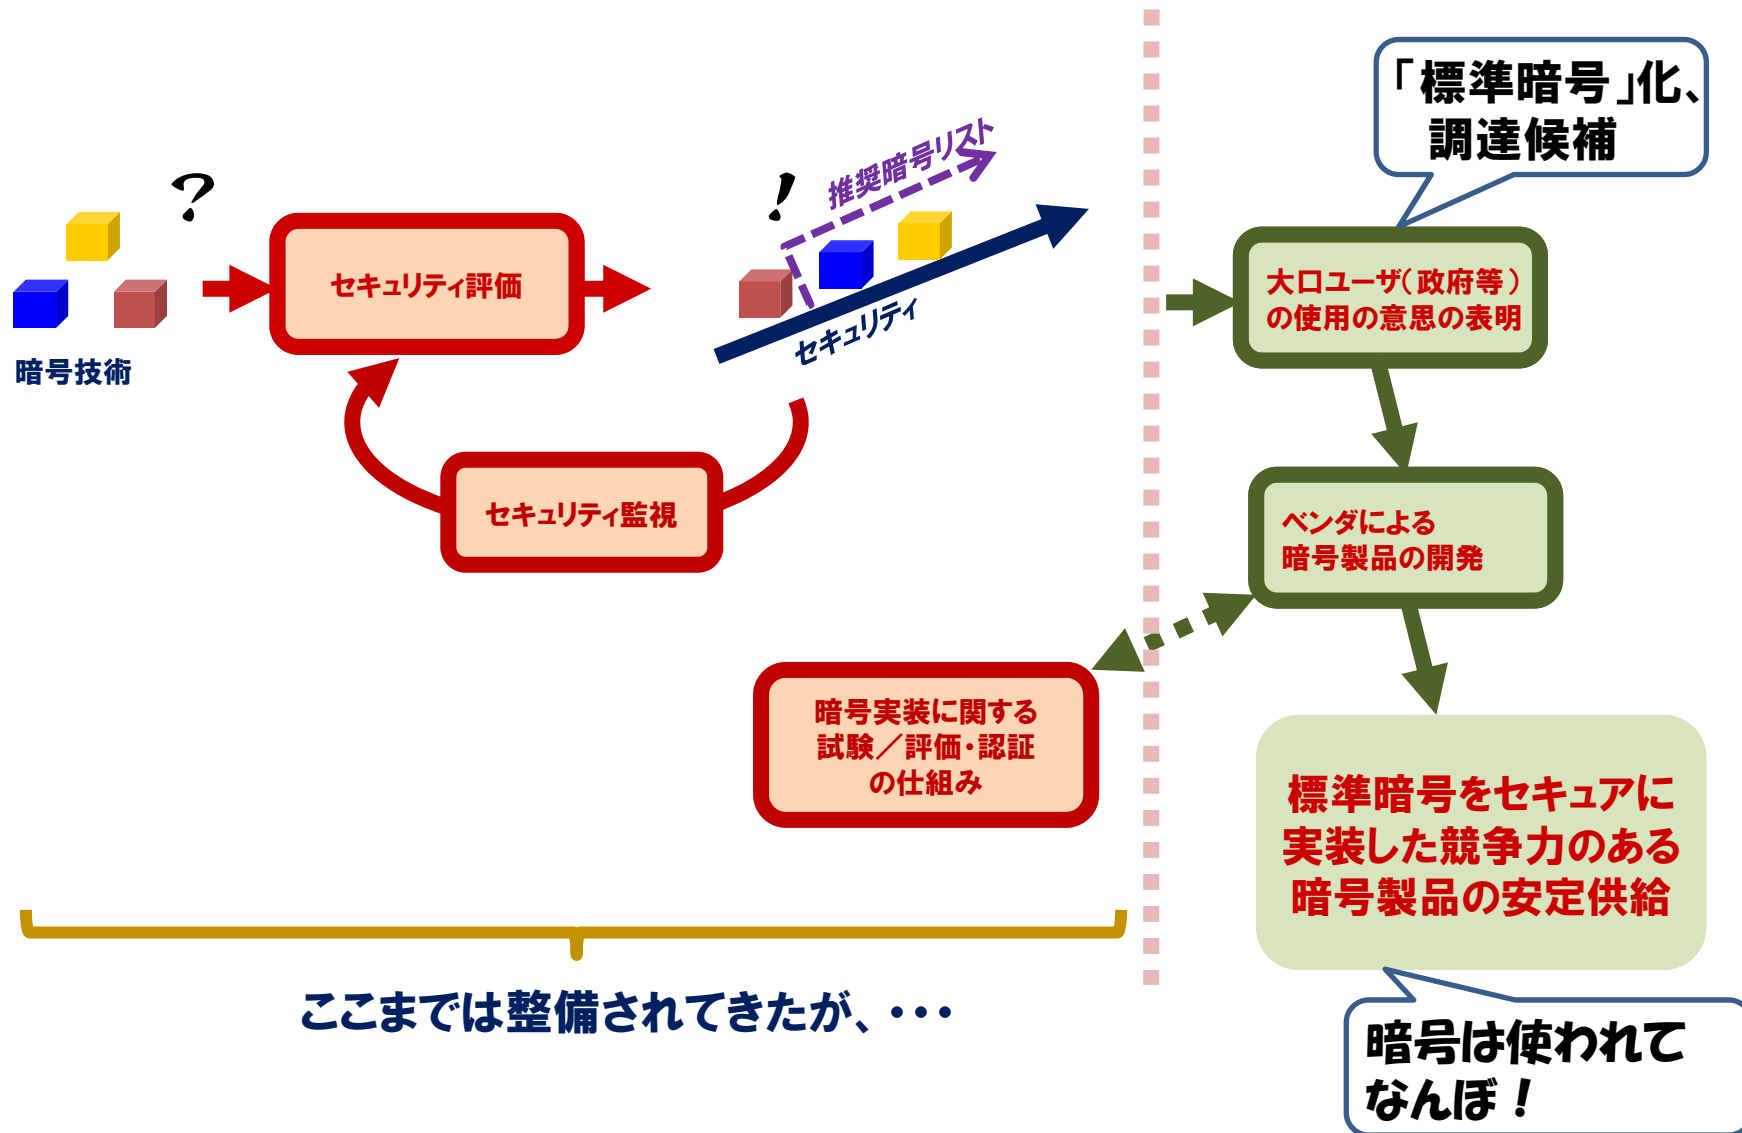 「標準暗号」化、
調達候補
?
!
推奨暗号リスト
セキュリティ評価
大口ユーザ(政府等)
の使用の意思の表明
セキュリティ
暗号技術
セキュリティ監視
ベンダによる
暗号製品の開発
暗号実装に関する
試験/評価・認証
の仕組み
標準暗号をセキュアに
実装した競争力のある
暗号製品の安定供給
ここまでは整備されてきたが、・・・
暗号は使われて
なんぼ!